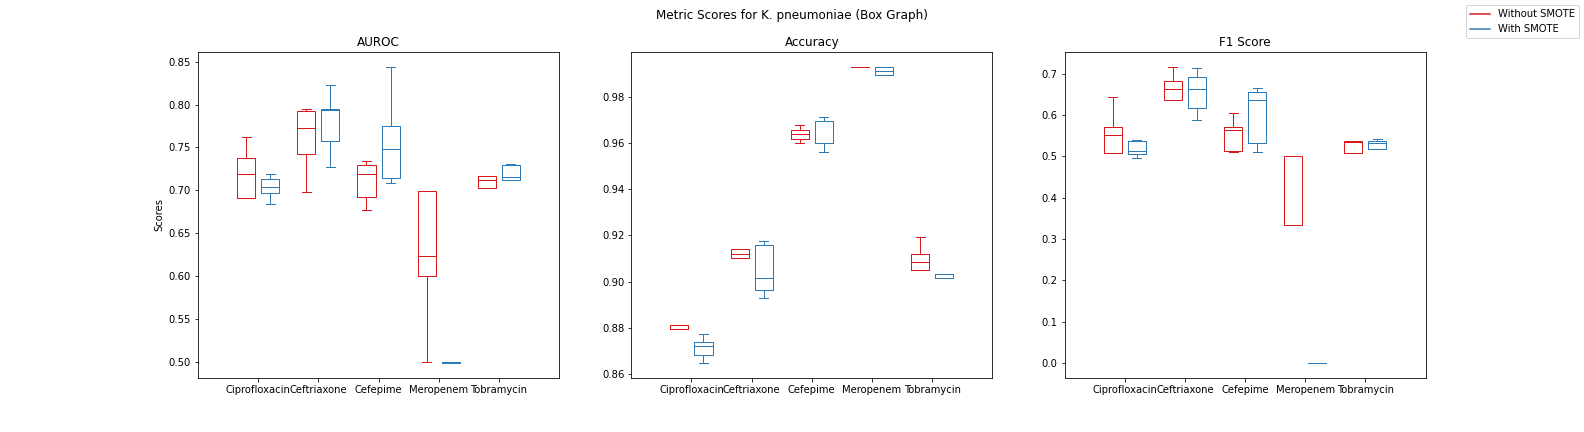 Metric Scores for K. pneumoniae (Box Graph)
Without SMOTE
With SMOTE
AUROC
Scores
0.85
0.80
0.75
0.70
0.65
0.60
0.55
0.50
Ciprofloxacin Ceftriaxone Cefepime Meropenem Tobramycin
Accuracy
0.98
0.96
0.94
0.92
0.90
0.88
0.86
Ciprofloxacin Ceftriaxone Cefepime Meropenem Tobramycin
F1 Score
0.7
0.6
0.5
0.4
0.3
0.2
0.1
0.0
Ciprofloxacin Ceftriaxone Cefepime Meropenem Tobramycin